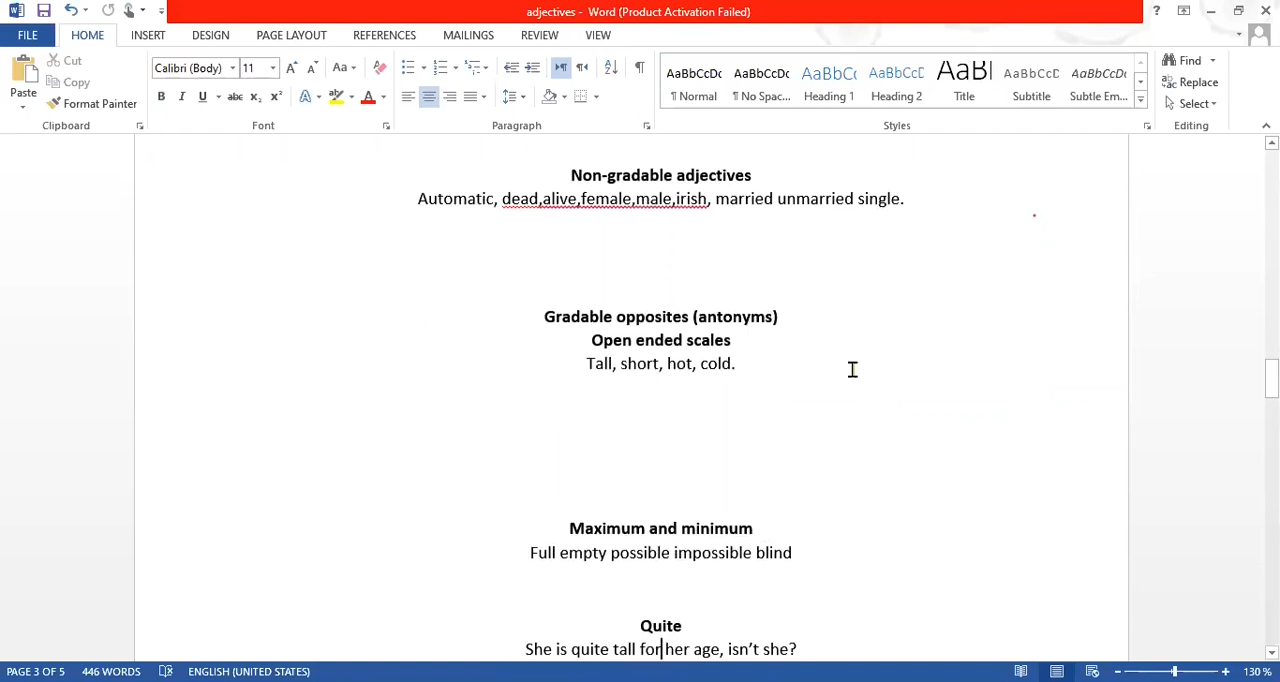 adjectives - Word (Product Activation Failed)
FILE HOME INSERT DESIGN PAGE LAYOUT REFERENCES MAILINGS REVIEW VIEW
Paste
Cut
Copy
Format Painter
Clipboard
Calibri (Body) 11
Font
Paragraph
AaBbCcDc AaBbCcDc AaBbCc AaBbCcD AaBl AaBbCcD AaBbCcDc
¶ Normal ¶ No Spac... Heading 1 Heading 2 Title Subtitle Subtle Em...
Styles
Find
Replace
Select
Editing
Non-gradable adjectives
Automatic, dead,alive,female,male,irish, married unmarried single.
Gradable opposites (antonyms)
Open ended scales
Tall, short, hot, cold.
Maximum and minimum
Full empty possible impossible blind
Quite
She is quite tall for her age, isn’t she?
PAGE 3 OF 5 446 WORDS ENGLISH (UNITED STATES) 130 %